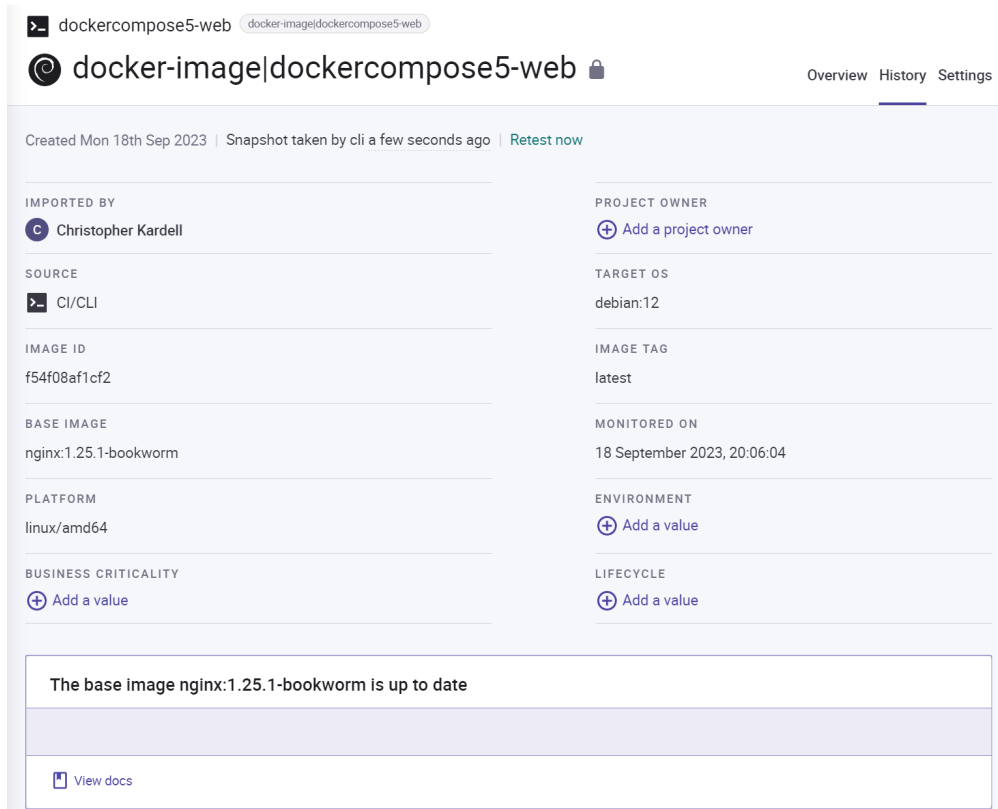 dockercompose5-web docker-image|dockercompose5-web
docker-image|dockercompose5-web
Overview History Settings
Created Mon 18th Sep 2023 | Snapshot taken by cli a few seconds ago | Retest now
IMPORTED BY
C Christopher Kardell
PROJECT OWNER
Add a project owner
SOURCE
CI/CLI
TARGET OS
debian:12
IMAGE ID
f54f08af1cf2
IMAGE TAG
latest
BASE IMAGE
nginx:1.25.1-bookworm
MONITORED ON
18 September 2023, 20:06:04
PLATFORM
linux/amd64
ENVIRONMENT
Add a value
BUSINESS CRITICALITY
Add a value
LIFECYCLE
Add a value
The base image nginx:1.25.1-bookworm is up to date
View docs